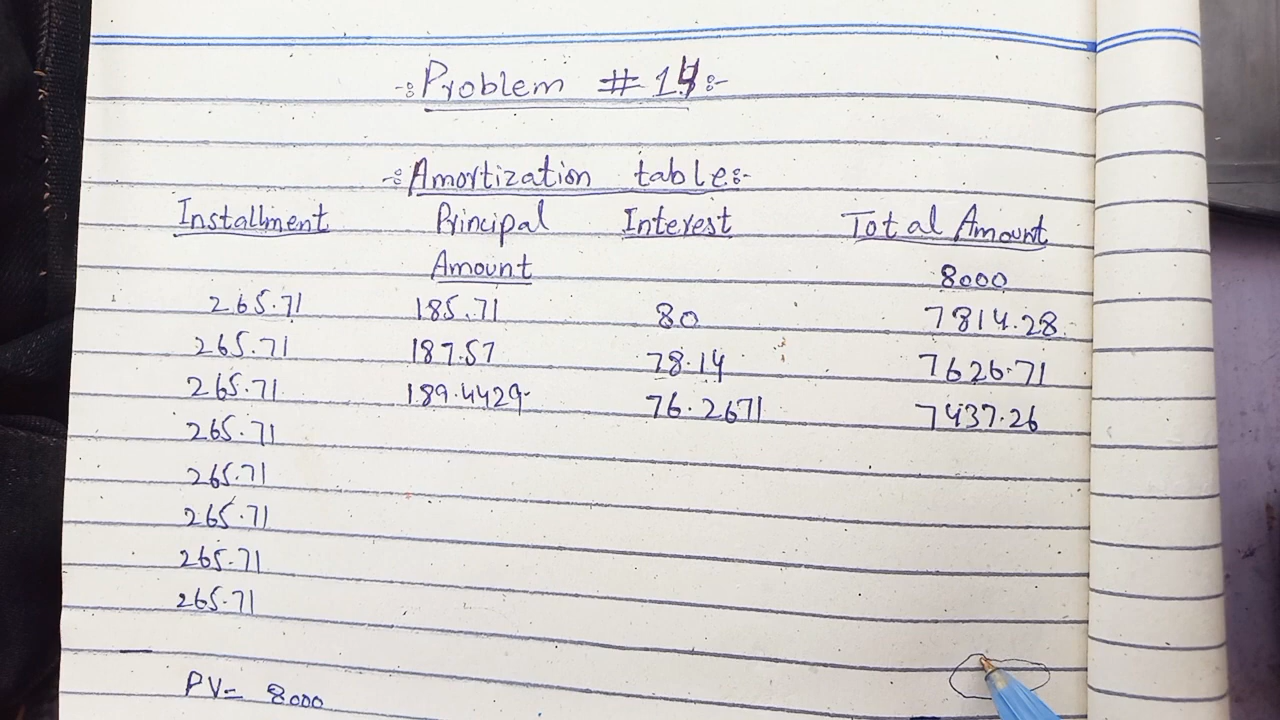 -:Problem #14:-
-:Amortization table:-
Installment Principal Interest Total Amount
Amount 8000
265.71 185.71 80 7814.28
265.71 187.57 78.14 7626.71
265.71 189.4429 76.2671 7437.26
265.71
265.71
265.71
265.71
265.71
PV= 8000